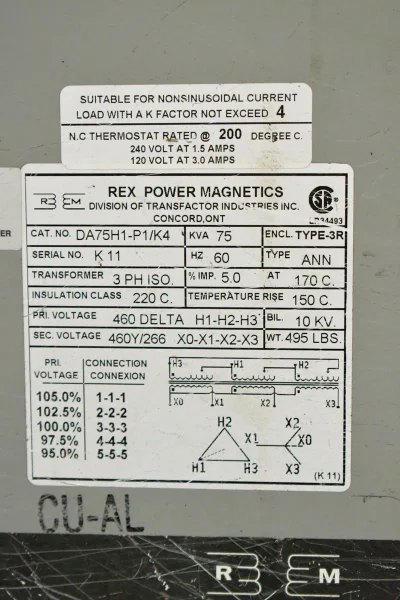 SUITABLE FOR NONSINUSOIDAL CURRENT
LOAD WITH A K FACTOR NOT EXCEED 4
N.C THERMOSTAT RATED @ 200 DEGREE C.
240 VOLT AT 1.5 AMPS
120 VOLT AT 3.0 AMPS
REX POWER MAGNETICS
DIVISION OF TRANSFACTOR INDUSTRIES INC.
CONCORD,ONT
LR34493
CAT. NO. DA75H1-P1/K4 KVA 75 ENCL. TYPE-3R
SERIAL NO. K 11 HZ 60 TYPE ANN
TRANSFORMER 3 PH ISO. % IMP. 5.0 AT 170 C.
INSULATION CLASS 220 C. TEMPERATURE RISE 150 C.
PRI. VOLTAGE 460 DELTA H1-H2-H3 BIL. 10 KV.
SEC. VOLTAGE 460Y/266 X0-X1-X2-X3 WT. 495 LBS.
PRI. VOLTAGE CONNECTION CONNEXION
105.0% 1-1-1
102.5% 2-2-2
100.0% 3-3-3
97.5% 4-4-4
95.0% 5-5-5
H3 H1 H2
X0 X1 X2 X3
H2
X1 X2 X0
H1 H3 X3
(K 11)
CU-AL
R M